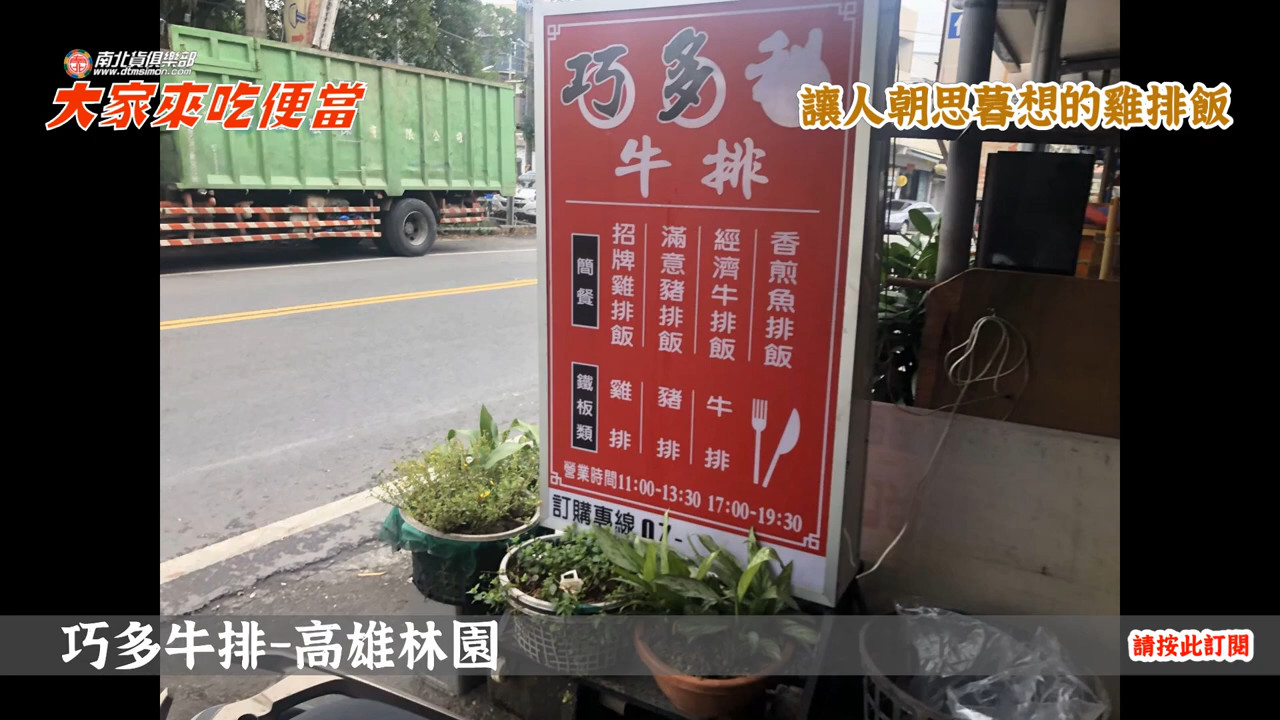 南北貨俱樂部
www.dtmsimon.com
大家來吃便當
讓人朝思暮想的雞排飯
巧多
牛排
簡餐
招牌雞排飯
滿意豬排飯
經濟牛排飯
香煎魚排飯
鐵板類
雞排
豬排
牛排
營業時間11:00-13:30 17:00-19:30
訂購專線07-
巧多牛排-高雄林園
請按此訂閱